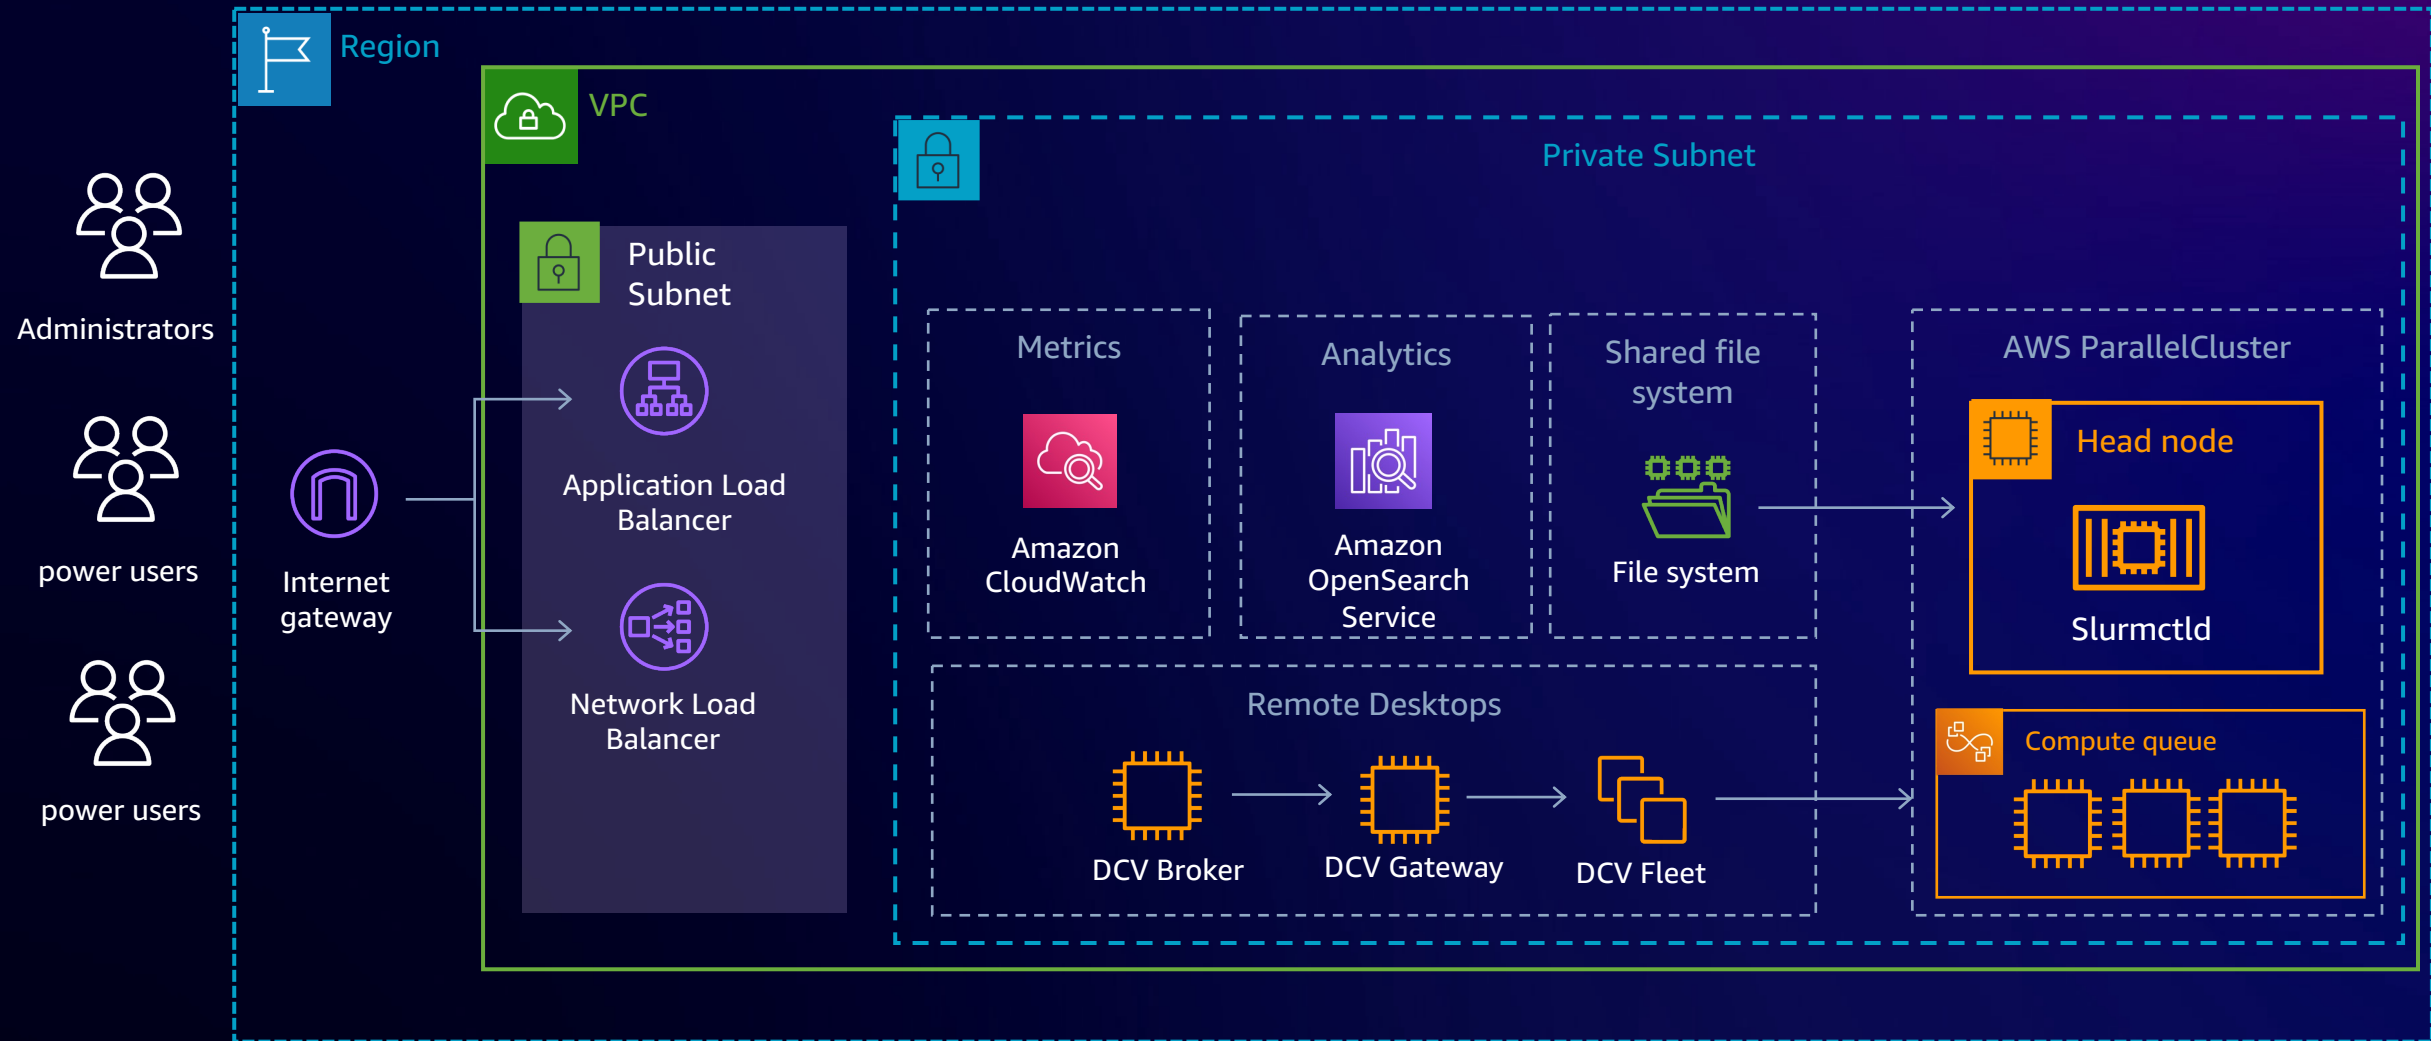 Region
VPC
Private Subnet
Administrators
power users
power users
Internet
gateway
Public
Subnet
Application Load
Balancer
Network Load
Balancer
Metrics
Amazon
CloudWatch
Analytics
Amazon
OpenSearch
Service
Shared file
system
File system
AWS ParallelCluster
Head node
Slurmctld
Remote Desktops
DCV Broker
DCV Gateway
DCV Fleet
Compute queue